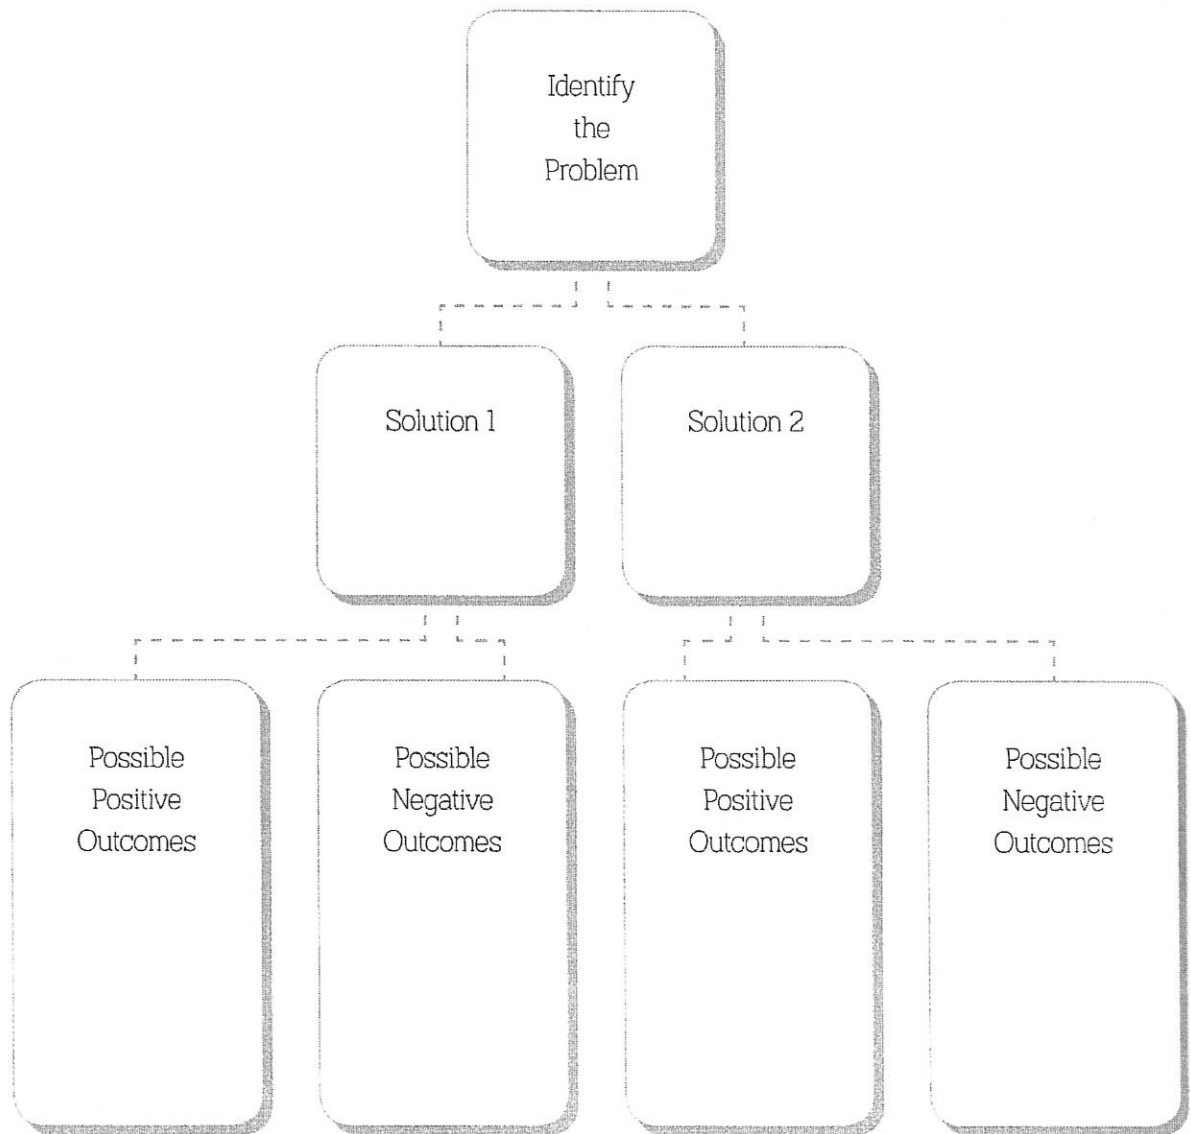 Identify
the
Problem
Solution 1
Solution 2
Possible
Positive
Outcomes
Possible
Negative
Outcomes
Possible
Positive
Outcomes
Possible
Negative
Outcomes